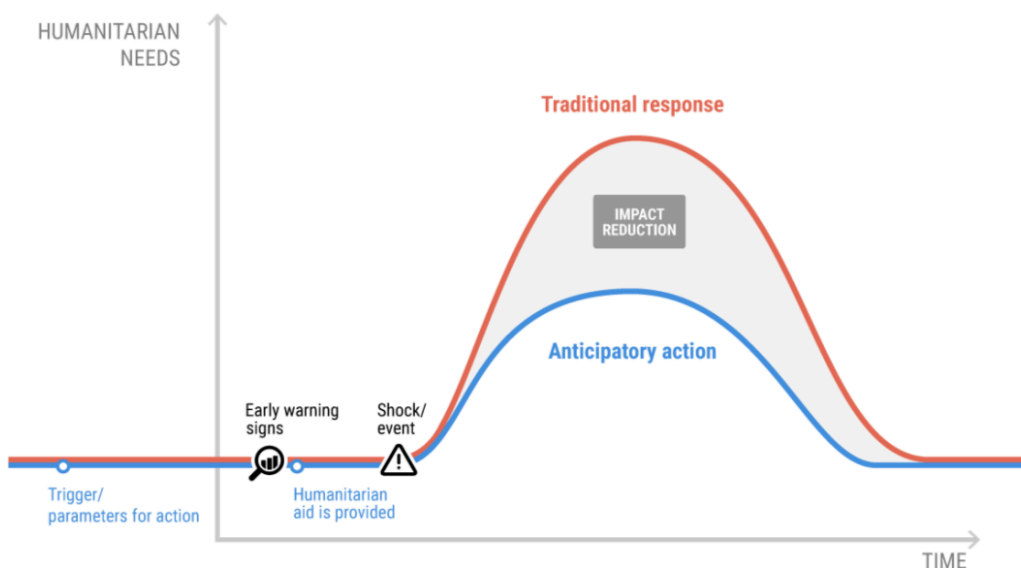 HUMANITARIAN
NEEDS
Traditional response
IMPACT
REDUCTION
Anticipatory action
Early warning
signs
Shock/
event
Trigger/
parameters for action
Humanitarian
aid is provided
TIME